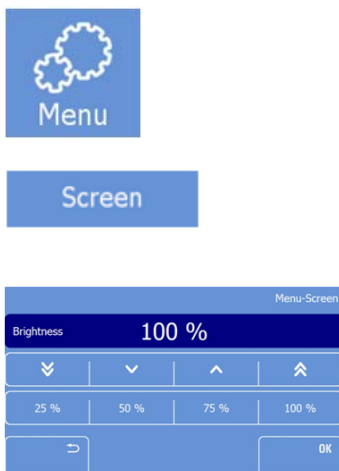 Menu
Screen
Menu-Screen
Brightness 100 %
25 % 50 % 75 % 100 %
OK